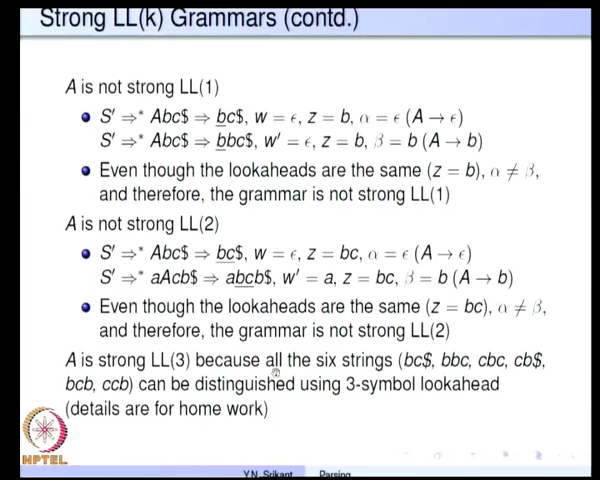 Strong LL(k) Grammars (contd.)
A is not strong LL(1)
S′ ⇒* Abc$ ⇒ bc$, w = ϵ, z = b, α = ϵ (A → ϵ)
S′ ⇒* Abc$ ⇒ bbc$, w′ = ϵ, z = b, β = b (A → b)
Even though the lookaheads are the same (z = b), α ≠ β,
and therefore, the grammar is not strong LL(1)
A is not strong LL(2)
S′ ⇒* Abc$ ⇒ bc$, w = ϵ, z = bc, α = ϵ (A → ϵ)
S′ ⇒* aAcb$ ⇒ abcb$, w′ = a, z = bc, β = b (A → b)
Even though the lookaheads are the same (z = bc), α ≠ β,
and therefore, the grammar is not strong LL(2)
A is strong LL(3) because all the six strings (bc$, bbc, cbc, cb$,
bcb, ccb) can be distinguished using 3-symbol lookahead
(details are for home work)
NPTEL
Y.N. Srikant Parsing